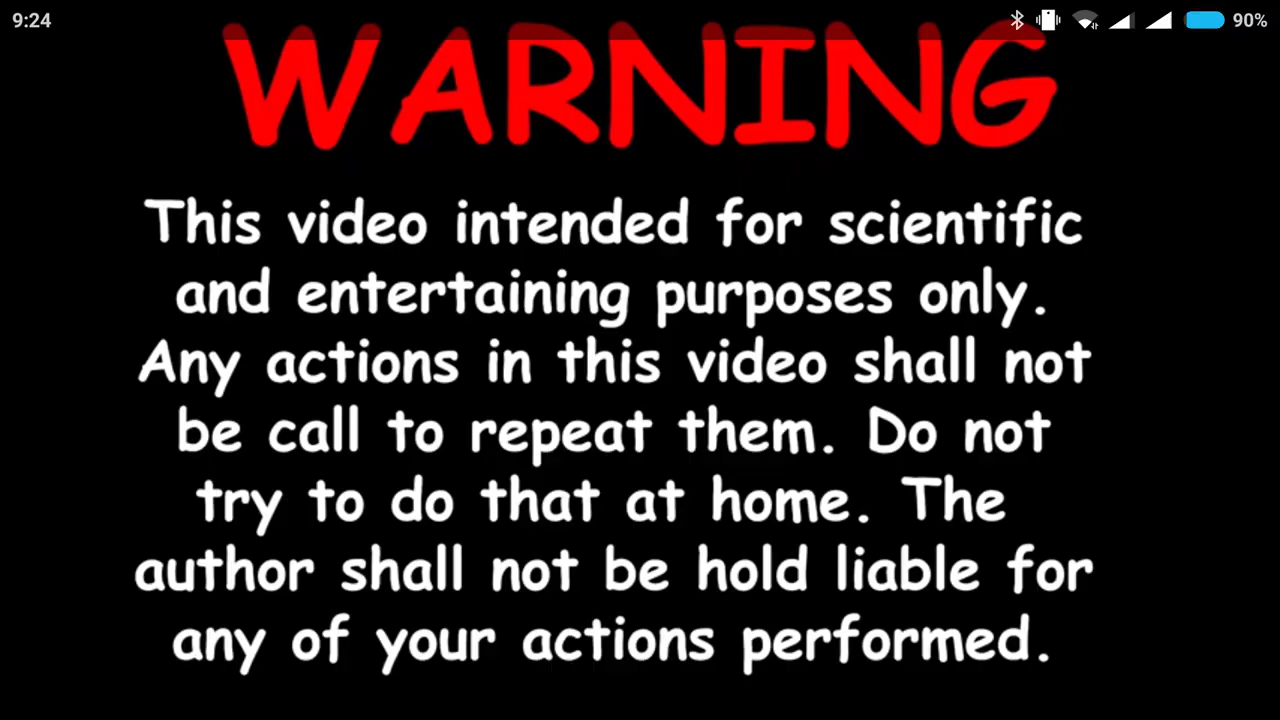 9:24 90%
WARNING
This video intended for scientific
and entertaining purposes only.
Any actions in this video shall not
be call to repeat them. Do not
try to do that at home. The
author shall not be hold liable for
any of your actions performed.